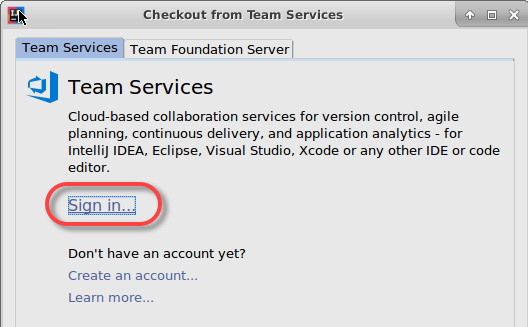 Checkout from Team Services
Team Services Team Foundation Server
Team Services
Cloud-based collaboration services for version control, agile
planning, continuous delivery, and application analytics - for
IntelliJ IDEA, Eclipse, Visual Studio, Xcode or any other IDE or code
editor.
Sign in...
Don't have an account yet?
Create an account...
Learn more...